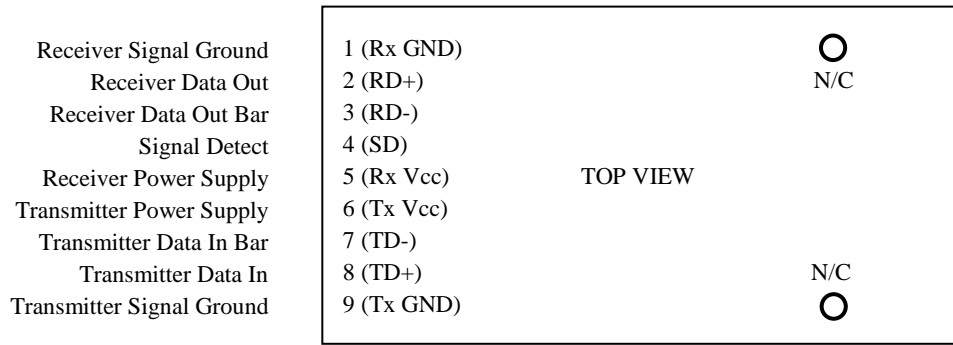 Receiver Signal Ground 1 (Rx GND)
Receiver Data Out 2 (RD+) N/C
Receiver Data Out Bar 3 (RD-)
Signal Detect 4 (SD)
Receiver Power Supply 5 (Rx Vcc) TOP VIEW
Transmitter Power Supply 6 (Tx Vcc)
Transmitter Data In Bar 7 (TD-)
Transmitter Data In 8 (TD+) N/C
Transmitter Signal Ground 9 (Tx GND)